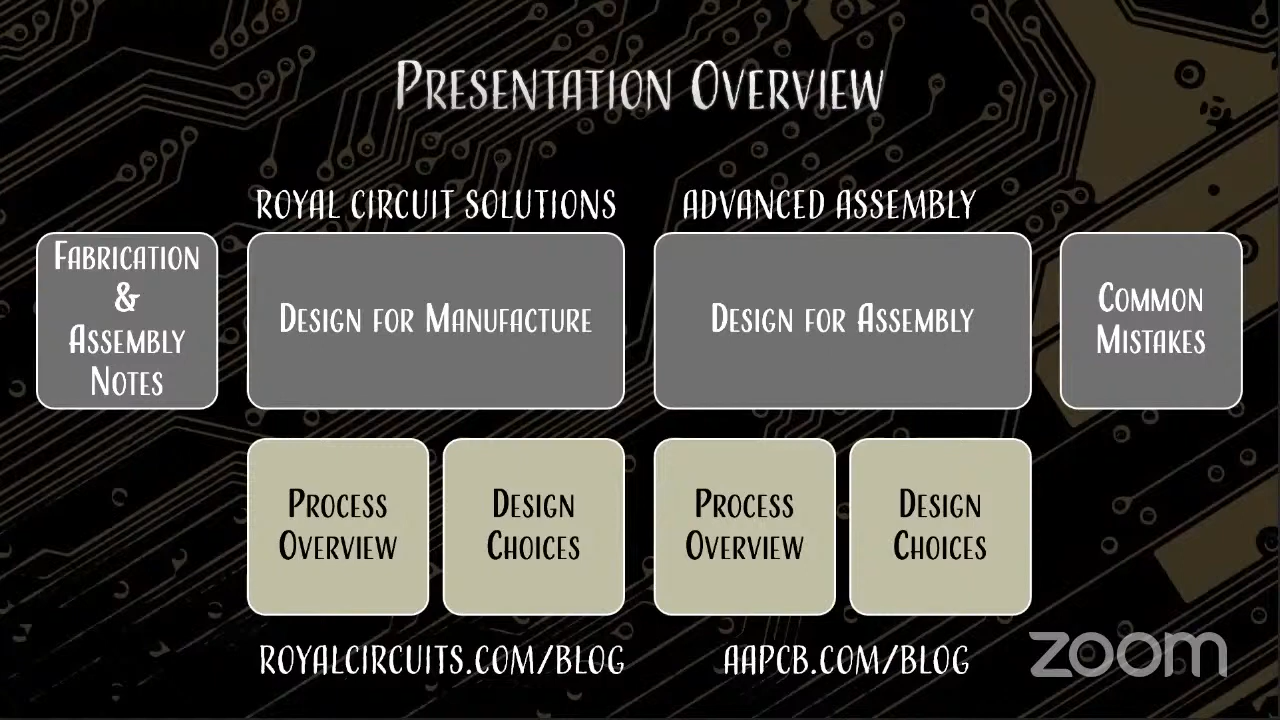 Presentation Overview
ROYAL CIRCUIT SOLUTIONS
ADVANCED ASSEMBLY
Fabrication
&
Assembly
Notes
Design for Manufacture
Design for Assembly
Common
Mistakes
Process
Overview
Design
Choices
Process
Overview
Design
Choices
ROYALCIRCUITS.COM/BLOG
AAPCB.COM/BLOG
zoom